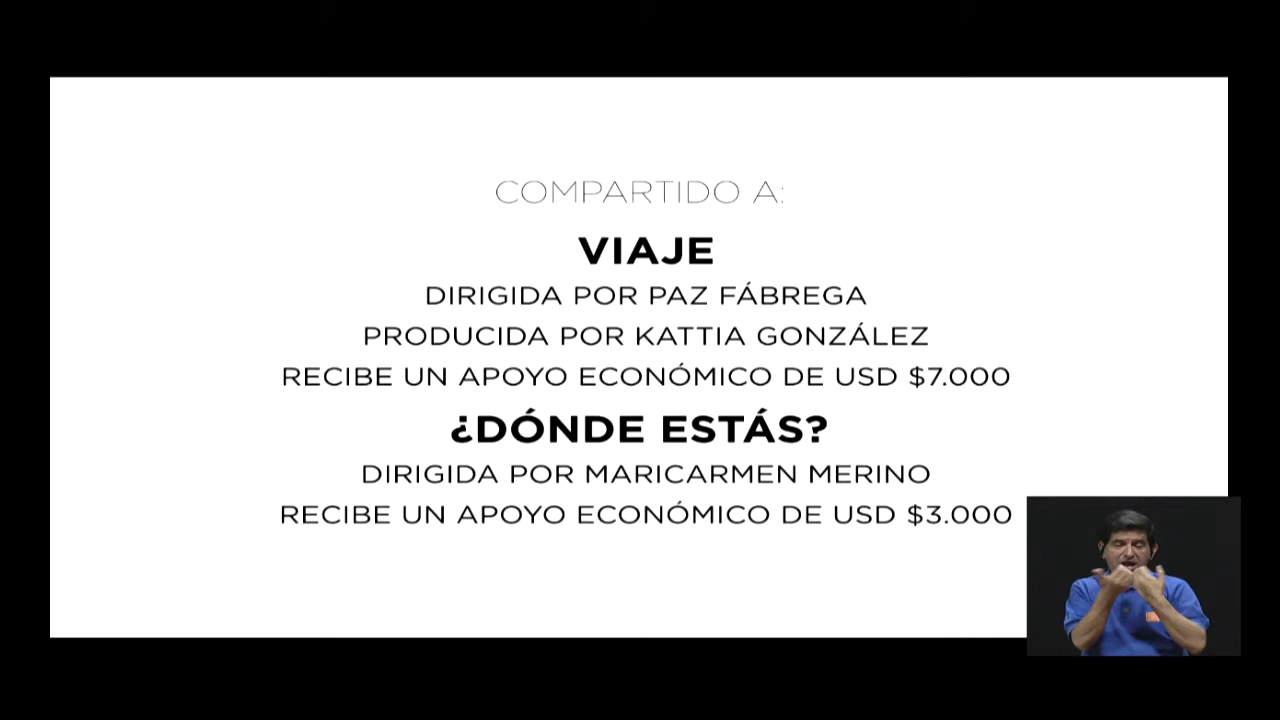 COMPARTIDO A:
VIAJE
DIRIGIDA POR PAZ FÁBREGA
PRODUCIDA POR KATTIA GONZÁLEZ
RECIBE UN APOYO ECONÓMICO DE USD $7.000
¿DÓNDE ESTÁS?
DIRIGIDA POR MARICARMEN MERINO
RECIBE UN APOYO ECONÓMICO DE USD $3.000